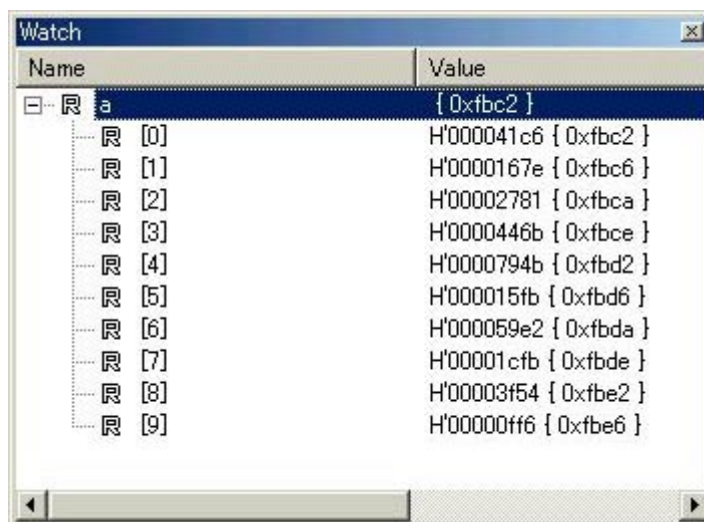 Watch
Name Value
R a { 0xfbc2 }
R [0] H'000041c6 { 0xfbc2 }
R [1] H'0000167e { 0xfbc6 }
R [2] H'00002781 { 0xfbca }
R [3] H'0000446b { 0xfbce }
R [4] H'0000794b { 0xfbd2 }
R [5] H'000015fb { 0xfbd6 }
R [6] H'000059e2 { 0xfbda }
R [7] H'00001cfb { 0xfbde }
R [8] H'00003f54 { 0xfbe2 }
R [9] H'00000ff6 { 0xfbe6 }